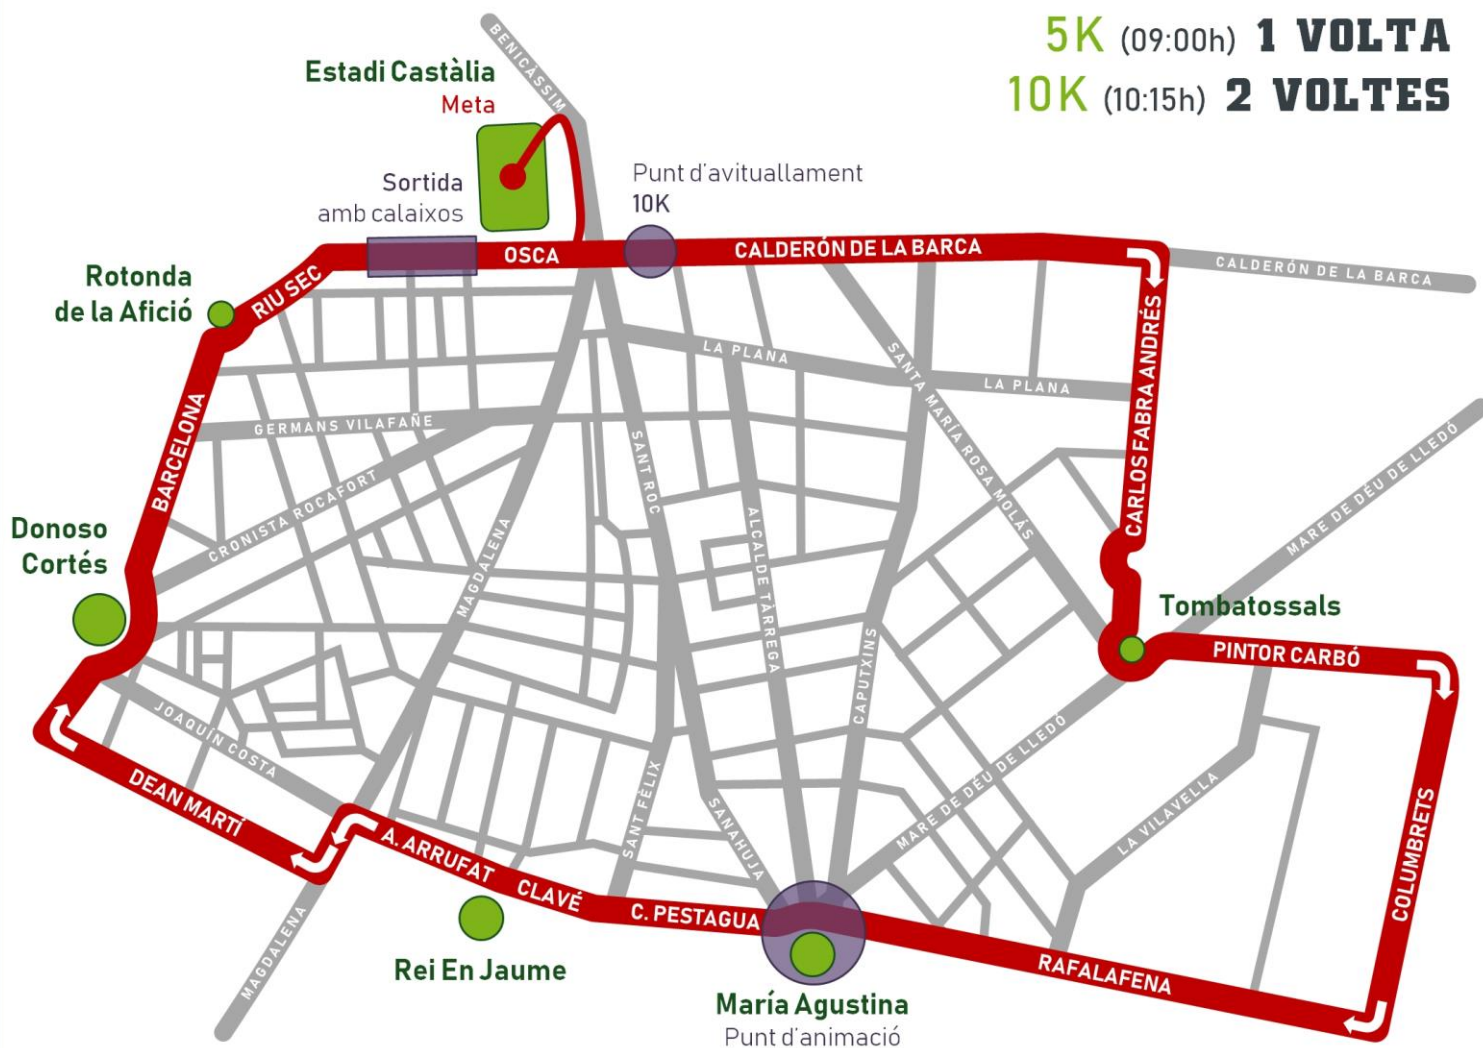 5K (09:00h) 1 VOLTA
10K (10:15h) 2 VOLTES
BENICÀSSIM
Estadi Castàlia
Meta
Sortida
amb calaixos
Punt d'avituallament
10K
OSCA
CALDERÓN DE LA BARCA
CALDERÓN DE LA BARCA
Rotonda
de la Afició
RIU SEC
CARLOS FABRA ANDRÉS
LA PLANA
LA PLANA
SANTA MARÍA ROSA MOLÁS
BARCELONA
GERMANS VILAFAÑE
CRONISTA ROCAFORT
SANT ROC
MAGDALENA
ALCALDE TÀRREGA
MARE DE DÉU DE LLEDÓ
Donoso
Cortés
Tombatossals
PINTOR CARBÓ
CAPUTXINS
JOAQUÍN COSTA
MARE DE DÉU DE LLEDÓ
LA VILAVELLA
COLUMBRETS
DEAN MARTÍ
A. ARRUFAT
CLAVÉ
SANT FÈLIX
SANAHUJA
C. PESTAGUA
RAFALAFENA
MAGDALENA
Rei En Jaume
María Agustina
Punt d'animació